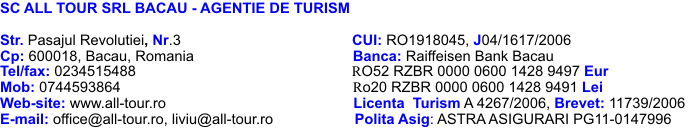 SC ALL TOUR SRL BACAU - AGENTIE DE TURISM
Str. Pasajul Revolutiei, Nr.3 CUI: RO1918045, J04/1617/2006
Cp: 600018, Bacau, Romania Banca: Raiffeisen Bank Bacau
Tel/fax: 0234515488 RO52 RZBR 0000 0600 1428 9497 Eur
Mob: 0744593864 Ro20 RZBR 0000 0600 1428 9491 Lei
Web-site: www.all-tour.ro Licenta Tursim A 4267/2006, Brevet: 11739/2006
E-mail: office@all-tour.ro, liviu@all-tour.ro Polita Asig: ASTRA ASIGURARI PG11-0147996